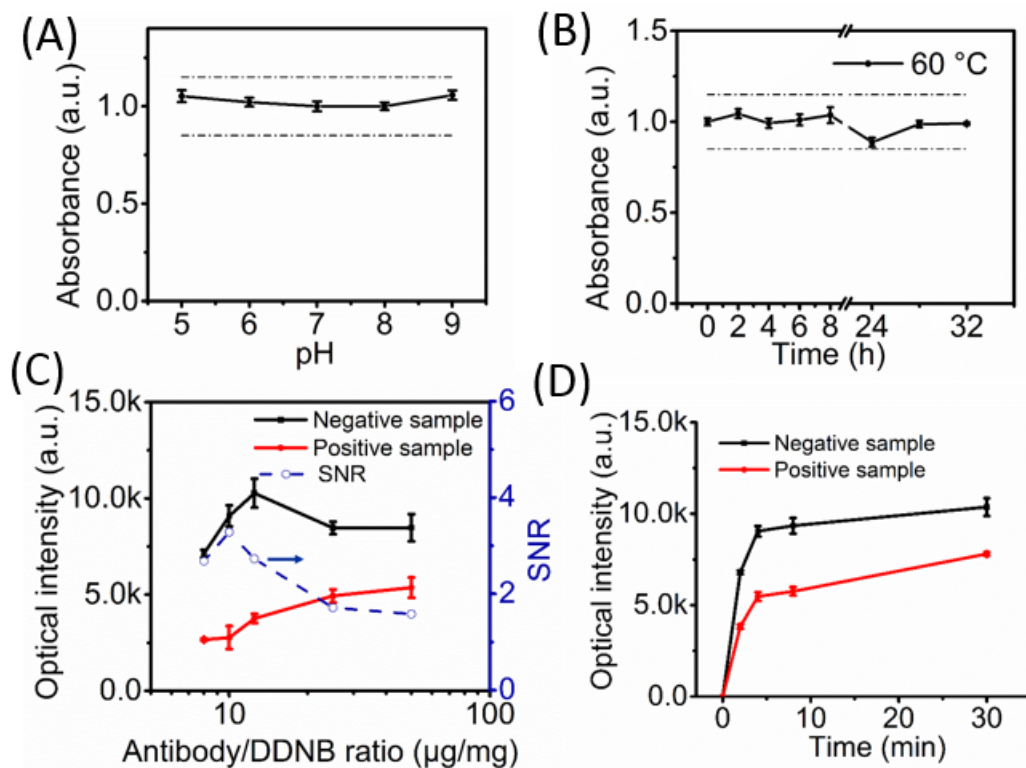 (A)
Absorbance (a.u.)
1.0
0.5
0.0
5 6 7 8 9
pH
(B)
Absorbance (a.u.)
1.5
1.0
0.5
0.0
60 °C
0 2 4 6 8 24 32
Time (h)
(C)
Optical intensity (a.u.)
15.0k
10.0k
5.0k
0.0
Negative sample
Positive sample
SNR
6
4
2
0
SNR
10 100
Antibody/DDNB ratio (µg/mg)
(D)
Optical intensity (a.u.)
15.0k
10.0k
5.0k
0.0
Negative sample
Positive sample
0 10 20 30
Time (min)